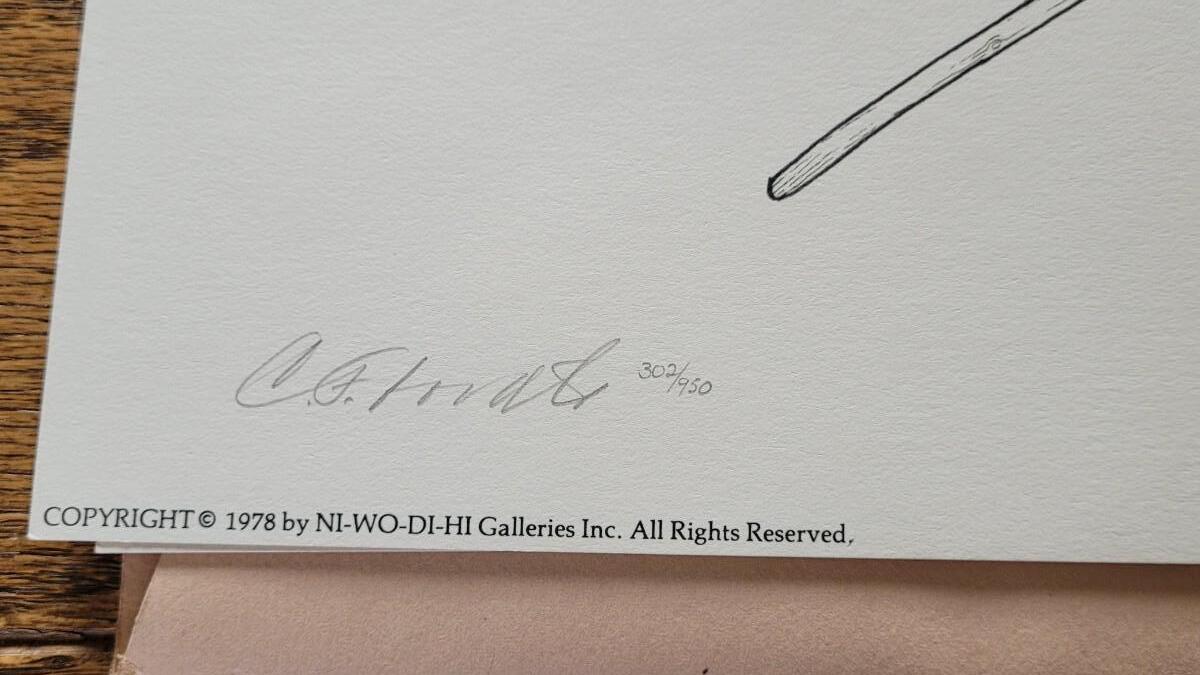 C.F. 302/950
COPYRIGHT © 1978 by NI-WO-DI-HI Galleries Inc. All Rights Reserved.